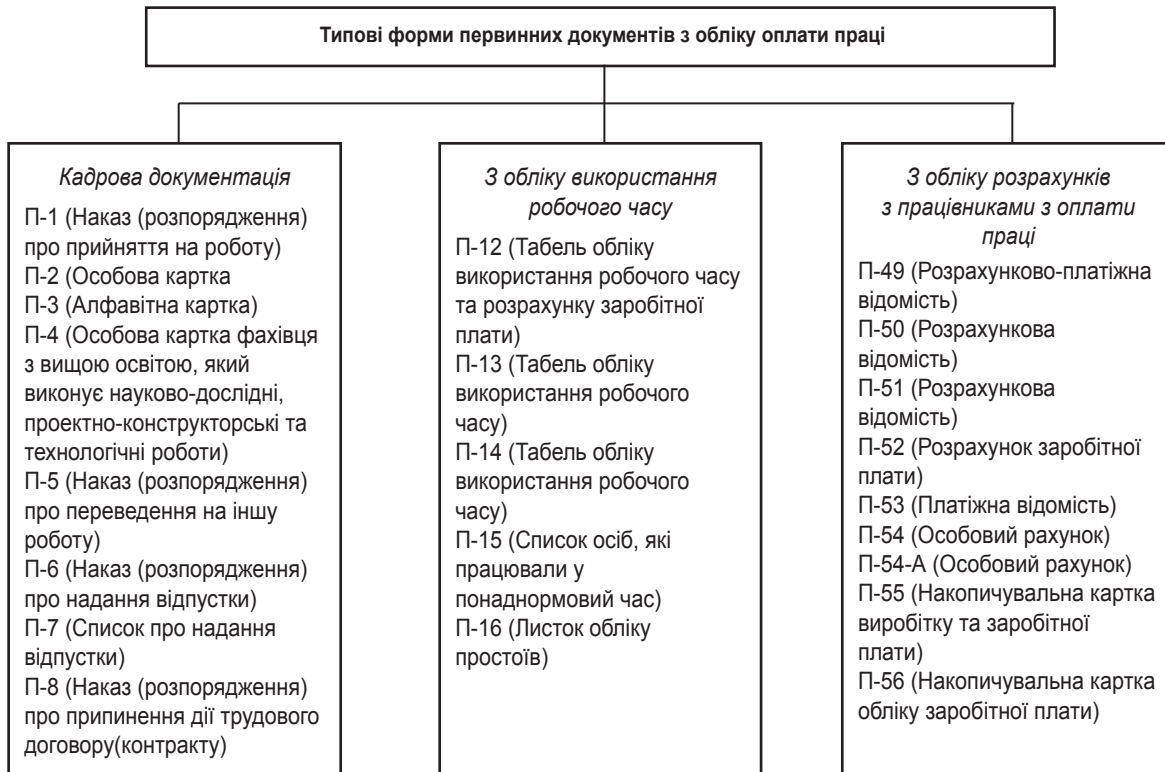 Типові форми первинних документів з обліку оплати праці
Кадрова документація
П-1 (Наказ (розпорядження)
про прийняття на роботу)
П-2 (Особова картка
П-3 (Алфавітна картка)
П-4 (Особова картка фахівця
з вищою освітою, який
виконує науково-дослідні,
проектно-конструкторські та
технологічні роботи)
П-5 (Наказ (розпорядження)
про переведення на іншу
роботу)
П-6 (Наказ (розпорядження)
про надання відпустки)
П-7 (Список про надання
відпустки)
П-8 (Наказ (розпорядження)
про припинення дії трудового
договору(контракту)
З обліку використання
робочого часу
П-12 (Табель обліку
використання робочого часу
та розрахунку заробітної
плати)
П-13 (Табель обліку
використання робочого
часу)
П-14 (Табель обліку
використання робочого
часу)
П-15 (Список осіб, які
працювали у
понаднормовий час)
П-16 (Листок обліку
простоїв)
З обліку розрахунків
з працівниками з оплати
праці
П-49 (Розрахунково-платіжна
відомість)
П-50 (Розрахункова
відомість)
П-51 (Розрахункова
відомість)
П-52 (Розрахунок заробітної
плати)
П-53 (Платіжна відомість)
П-54 (Особовий рахунок)
П-54-А (Особовий рахунок)
П-55 (Накопичувальна картка
виробітку та заробітної
плати)
П-56 (Накопичувальна картка
обліку заробітної плати)